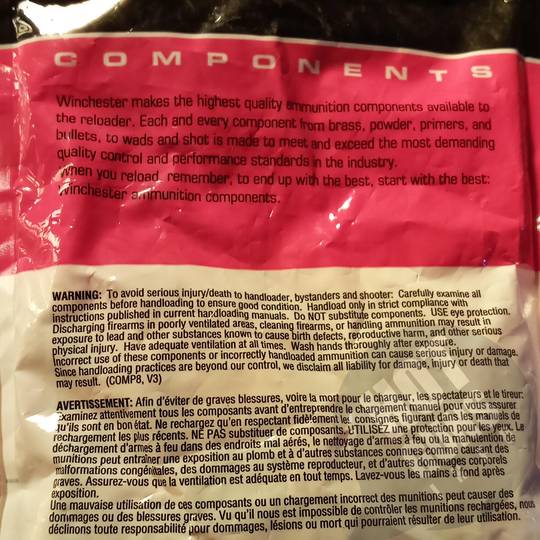 COMPONENTS
Winchester makes the highest quality ammunition components available to
the reloader. Each and every component from brass, powder, primers, and
bullets, to wads and shot is made to meet and exceed the most demanding
quality control and performance standards in the industry.
When you reload remember, to end up with the best, start with the best:
Winchester ammunition components.
WARNING: To avoid serious injury/death to handloader, bystanders and shooter: Carefully examine all
components before handloading to ensure good condition. Handload only in strict compliance with
instructions published in current handloading manuals. Do NOT substitute components. USE eye protection.
Discharging firearms in poorly ventilated areas, cleaning firearms, or handling ammunition may result in
exposure to lead and other substances known to cause birth defects, reproductive harm, and other serious
physical injury. Have adequate ventilation at all times. Wash hands thoroughly after exposure.
Incorrect use of these components or incorrectly handloaded ammunition can cause serious injury or damage.
Since handloading practices are beyond our control, we disclaim all liability for damage, injury or death that
may result. (COMP8, V3)
AVERTISSEMENT: Afin d'éviter de graves blessures, voire la mort pour le chargeur, les spectateurs et le tireur:
Examinez attentivement tous les composants avant d'entreprendre le chargement manuel pour vous assurer
qu'ils sont en bon état. Ne rechargez qu'en respectant fidèlement les consignes figurant dans les manuels de
rechargement les plus récents. NE PAS substituer de composants. UTILISEZ une protection pour les yeux. Le
déchargement d'armes à feu dans des endroits mal aérés, le nettoyage d'armes à feu ou la manutention de
munitions peut entraîner une exposition au plomb et à d'autres substances connues comme causant des
malformations congénitales, des dommages au système reproducteur, et d'autres dommages corporels
graves. Assurez-vous que la ventilation est adéquate en tout temps. Lavez-vous les mains à fond après
exposition.
Une mauvaise utilisation de ces composants ou un chargement incorrect des munitions peut causer des
dommages ou des blessures graves. Vu qu'il nous est impossible de contrôler les munitions rechargées, nous
déclinons toute responsabilité pour dommages, lésions ou mort qui pourraient résulter de leur utilisation.